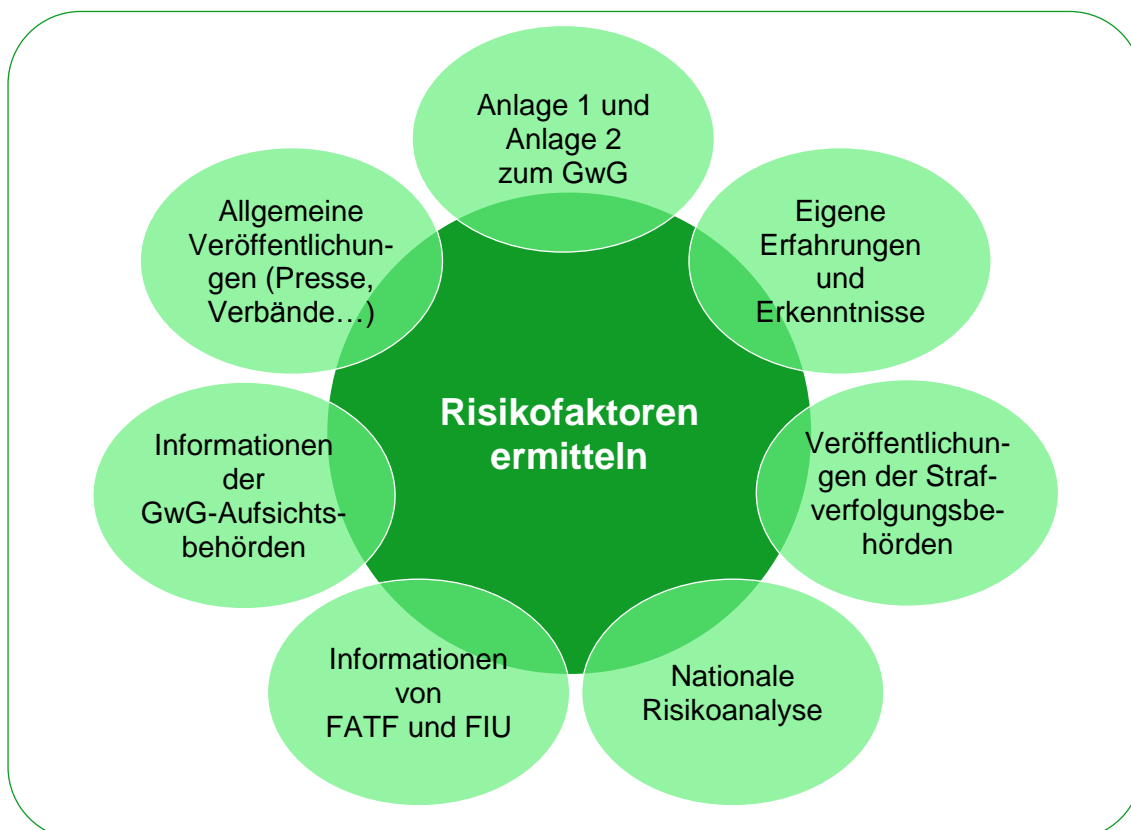 Anlage 1 und
Anlage 2
zum GwG
Eigene
Erfahrungen
und
Erkenntnisse
Veröffentlichun-
gen der Straf-
verfolgungsbe-
hörden
Nationale
Risikoanalyse
Informationen
von
FATF und FIU
Informationen
der
GwG-Aufsichts-
behörden
Allgemeine
Veröffentlichun-
gen (Presse,
Verbände…)
Risikofaktoren
ermitteln